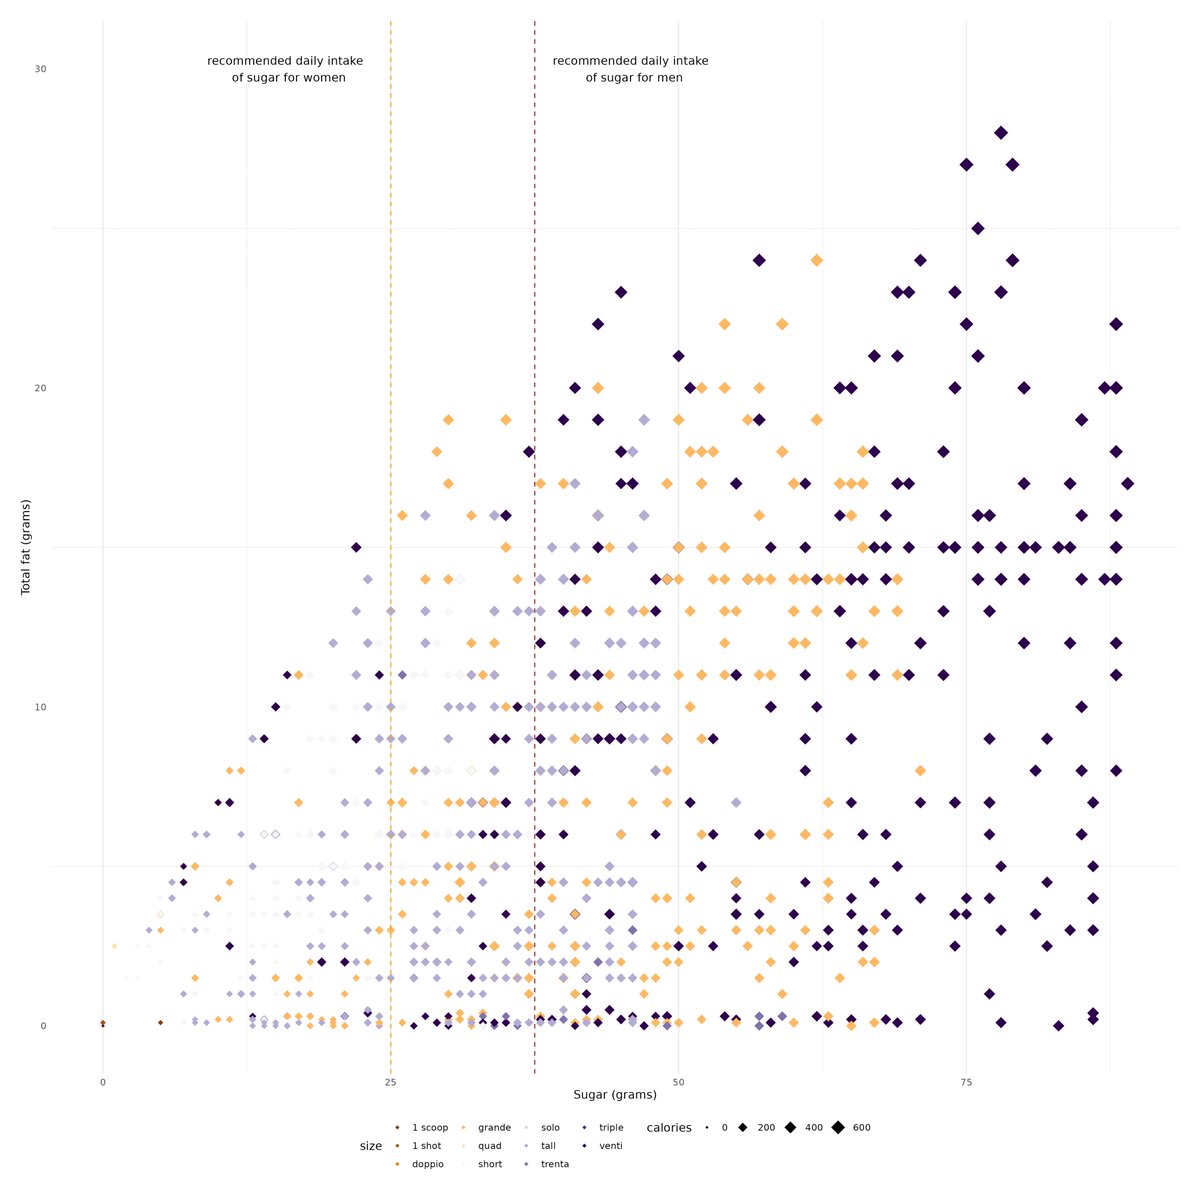 recommended daily intake
of sugar for women
recommended daily intake
of sugar for men
30
20
10
0
Total fat (grams)
0
25
50
75
Sugar (grams)
size
1 scoop
1 shot
doppio
grande
quad
short
solo
tall
trenta
triple
venti
calories
0
200
400
600